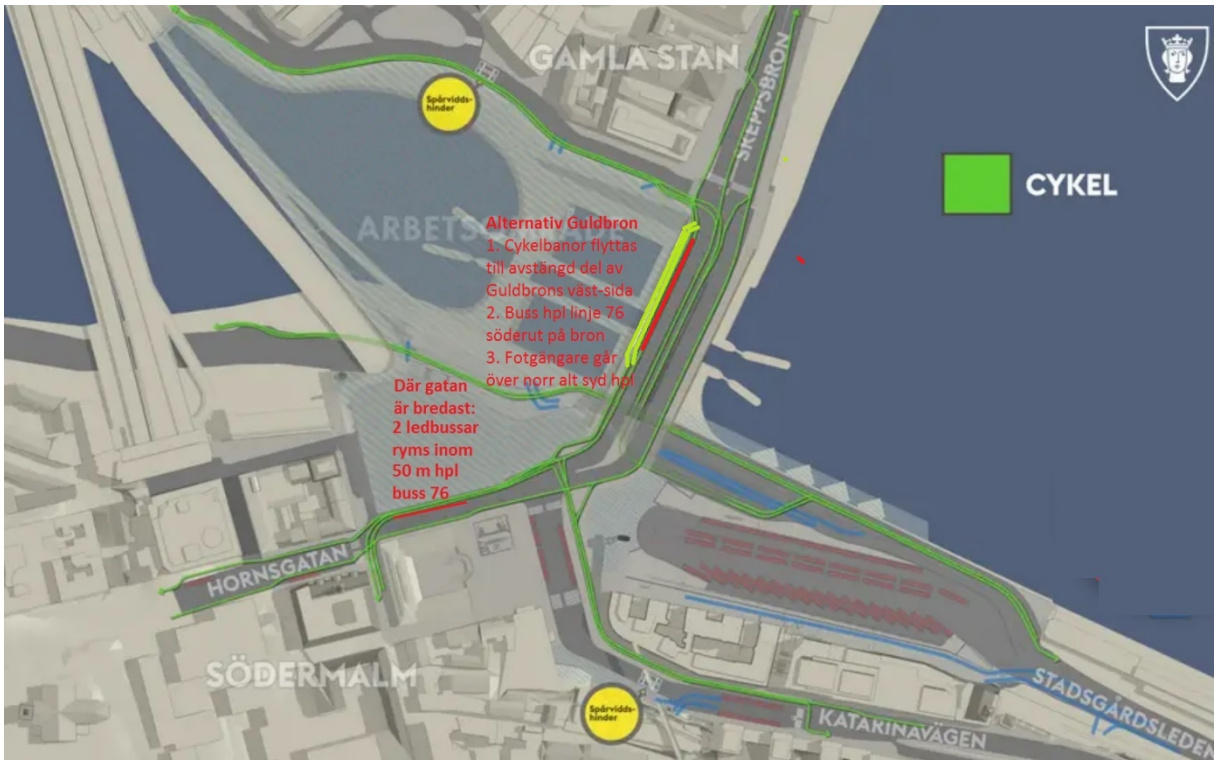 GAMLA STAN
SKEPPSBRON
Spårvidds-
hinder
CYKEL
ARBETSOMRÅDE
Alternativ Guldbron
1. Cykelbanor flyttas
till avstängd del av
Guldbrons väst-sida
2. Buss hpl linje 76
söderut på bron
3. Fotgängare går
över norr alt syd hpl
Där gatan
är bredast:
2 ledbussar
ryms inom
50 m hpl
buss 76
HORNSGATAN
SÖDERMALM
Spårvidds-
hinder
STADSGÅRDSLEDEN
KATARINAVÄGEN